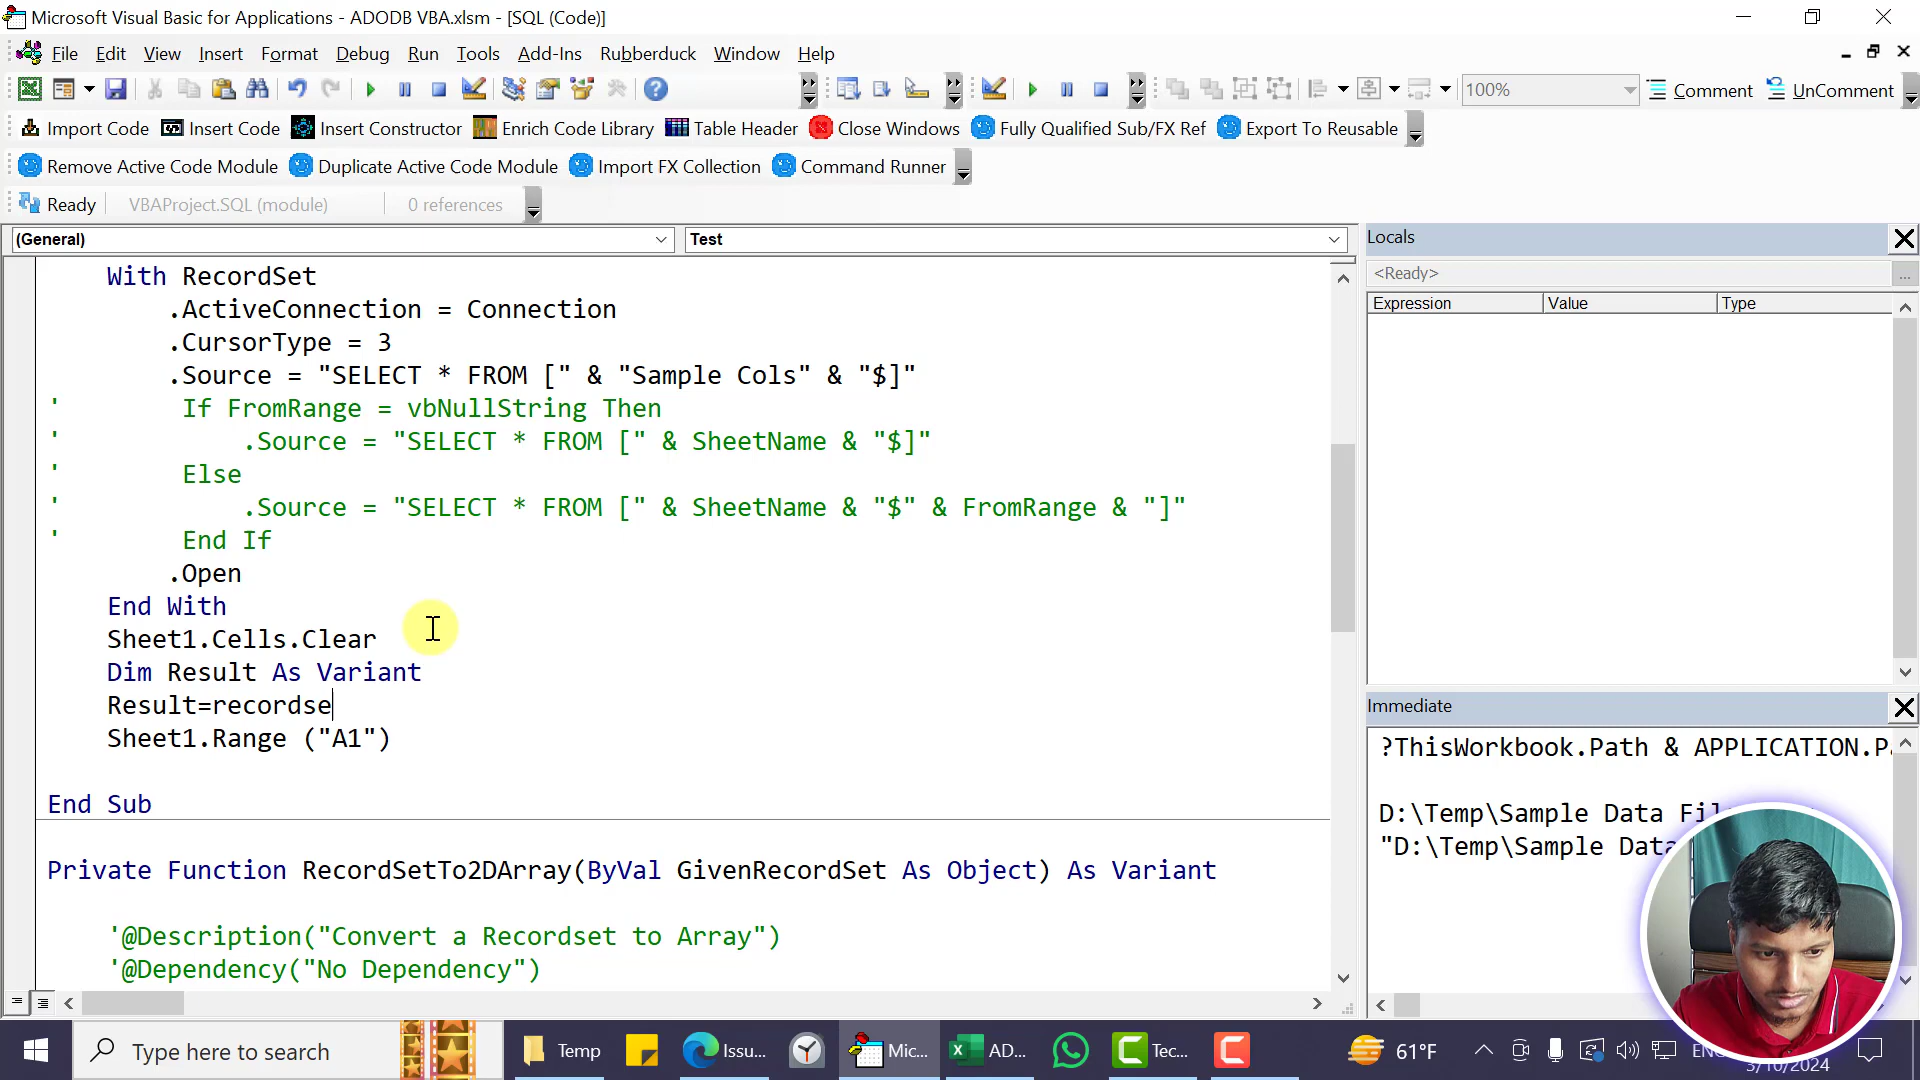 Microsoft Visual Basic for Applications - ADODB VBA.xlsm - [SQL (Code)]
File Edit View Insert Format Debug Run Tools Add-Ins Rubberduck Window Help
100% Comment UnComment
Import Code Insert Code Insert Constructor Enrich Code Library Table Header Close Windows Fully Qualified Sub/FX Ref Export To Reusable
Remove Active Code Module Duplicate Active Code Module Import FX Collection Command Runner
Ready VBAProject.SQL (module) 0 references
(General) Test
With RecordSet
.ActiveConnection = Connection
.CursorType = 3
.Source = "SELECT * FROM [" & "Sample Cols" & "$]"
' If FromRange = vbNullString Then
' .Source = "SELECT * FROM [" & SheetName & "$]"
' Else
' .Source = "SELECT * FROM [" & SheetName & "$" & FromRange & "]"
' End If
.Open
End With
Sheet1.Cells.Clear
Dim Result As Variant
Result=recordse
Sheet1.Range ("A1")
End Sub
Private Function RecordSetTo2DArray(ByVal GivenRecordSet As Object) As Variant
'@Description("Convert a Recordset to Array")
'@Dependency("No Dependency")
Locals
<Ready> ...
Expression Value Type
Immediate
?ThisWorkbook.Path & APPLICATION.P
D:\Temp\Sample Data Fil
"D:\Temp\Sample Data
Type here to search Temp Issu... Mic... AD... Tec... 61°F
3/10/2024